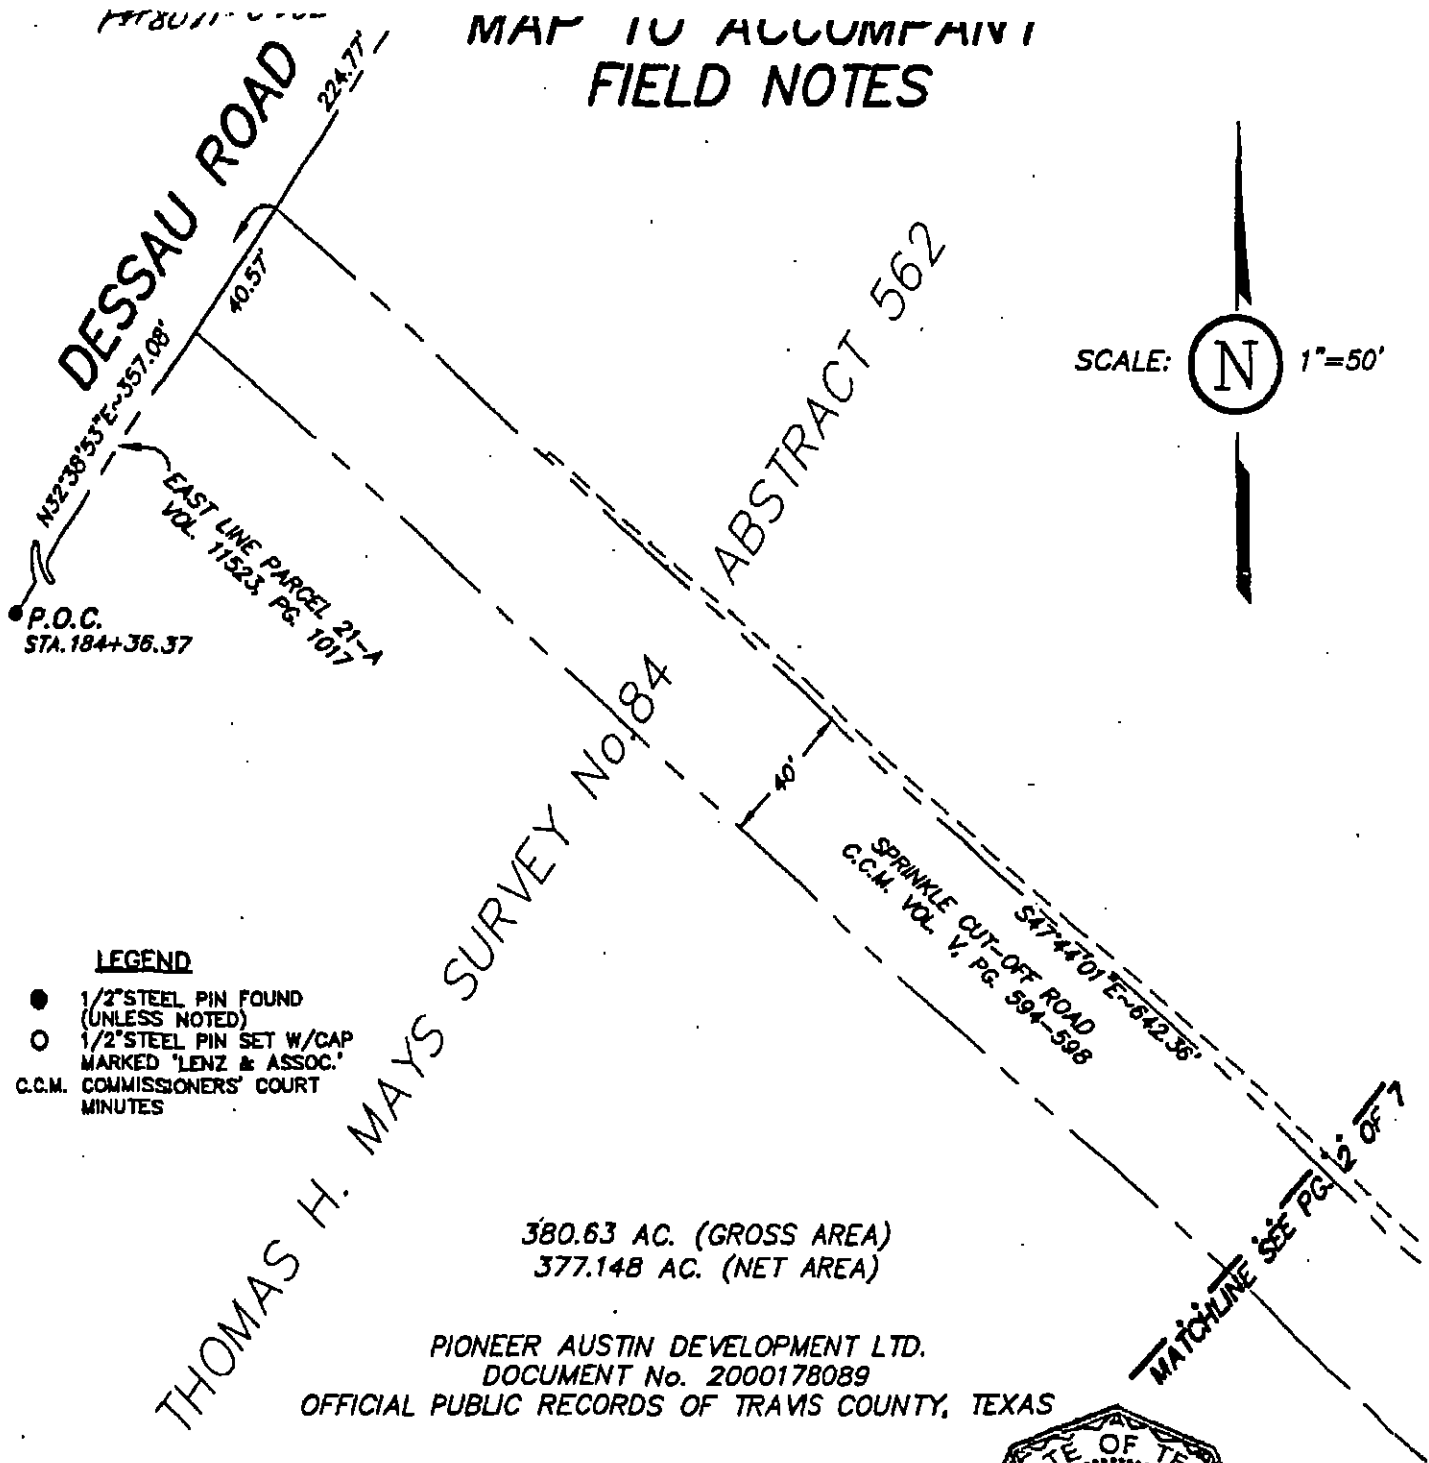 MAP TO ACCOMPANY
FIELD NOTES
DESSAU ROAD
224.77'
40.57'
N32°38'53"E~357.08'
EAST LINE PARCEL 21-A
VOL. 11523, PG. 1017
P.O.C.
STA.184+36.37
ABSTRACT 562
SCALE: N 1"=50'
THOMAS H. MAYS SURVEY No. 84
40'
SPRINKLE CUT-OFF ROAD
C.C.M. VOL. V, PG. 594-598
S47°44'01"E~642.36'
LEGEND
1/2"STEEL PIN FOUND
(UNLESS NOTED)
1/2"STEEL PIN SET W/CAP
MARKED "LENZ & ASSOC."
C.C.M. COMMISSIONERS' COURT
MINUTES
MATCHLINE SEE PG. 2 OF 7
380.63 AC. (GROSS AREA)
377.148 AC. (NET AREA)
PIONEER AUSTIN DEVELOPMENT LTD.
DOCUMENT No. 2000178089
OFFICIAL PUBLIC RECORDS OF TRAVIS COUNTY, TEXAS
OF